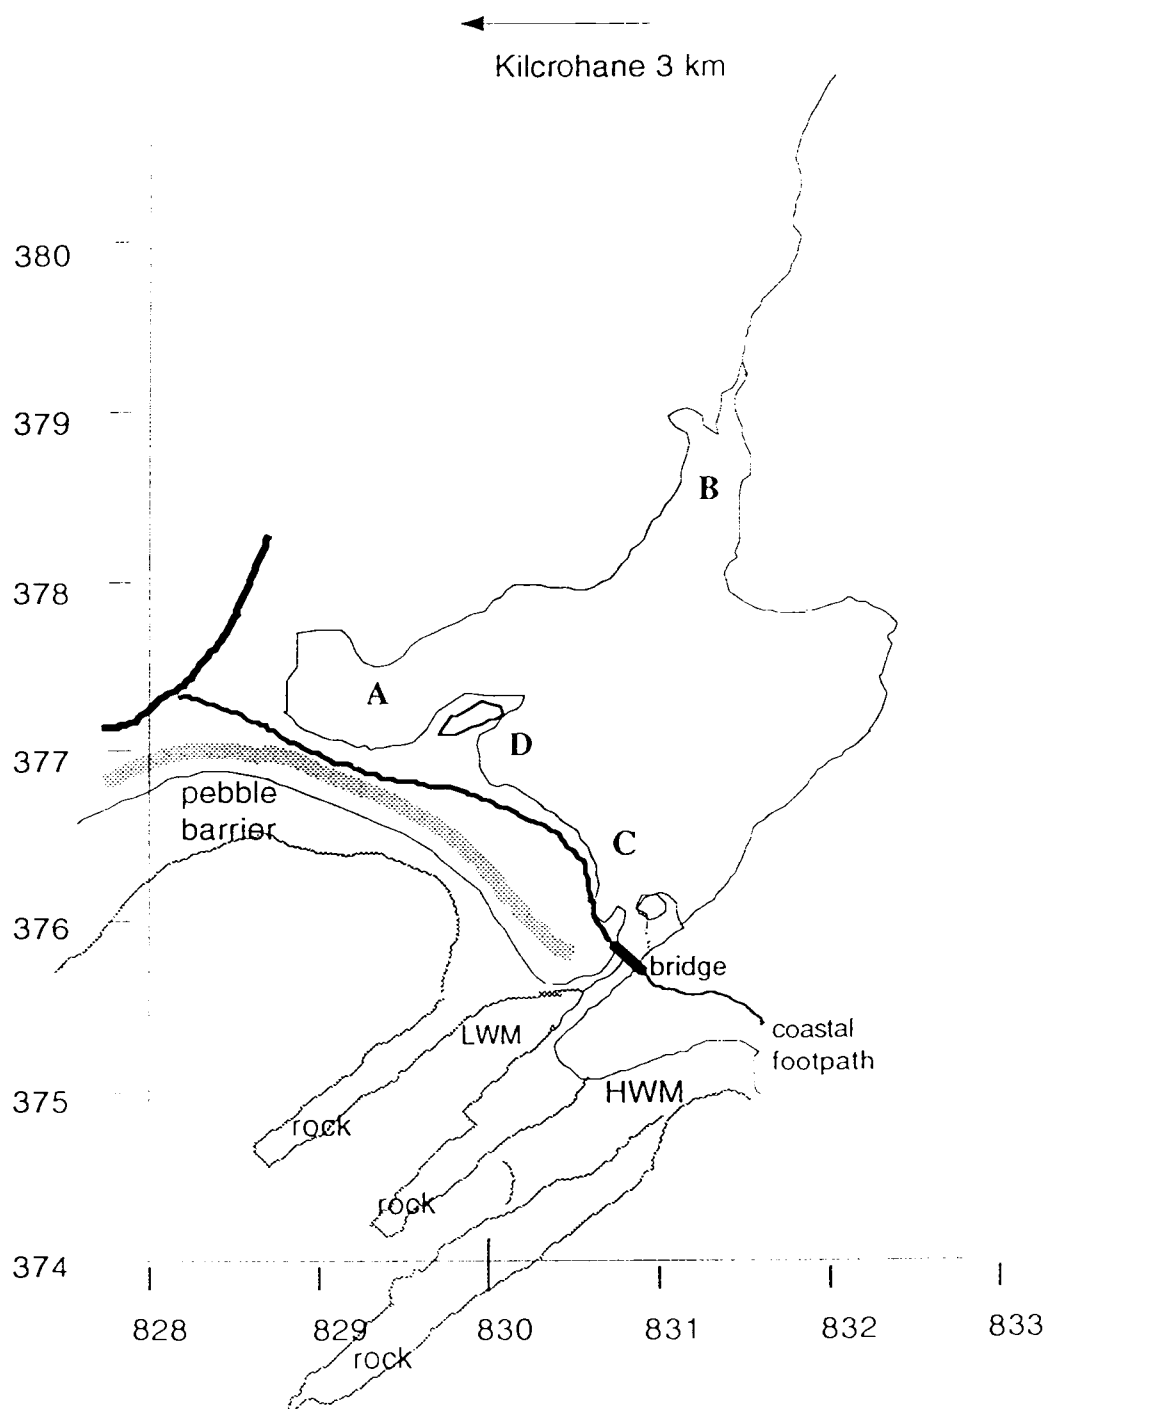 Kilcrohane 3 km
380
379
B
378
A
D
377
pebble
barrier
C
376
bridge
LWM
coastal
footpath
HWM
375
rock
rock
374
828
829
830
831
832
833
rock